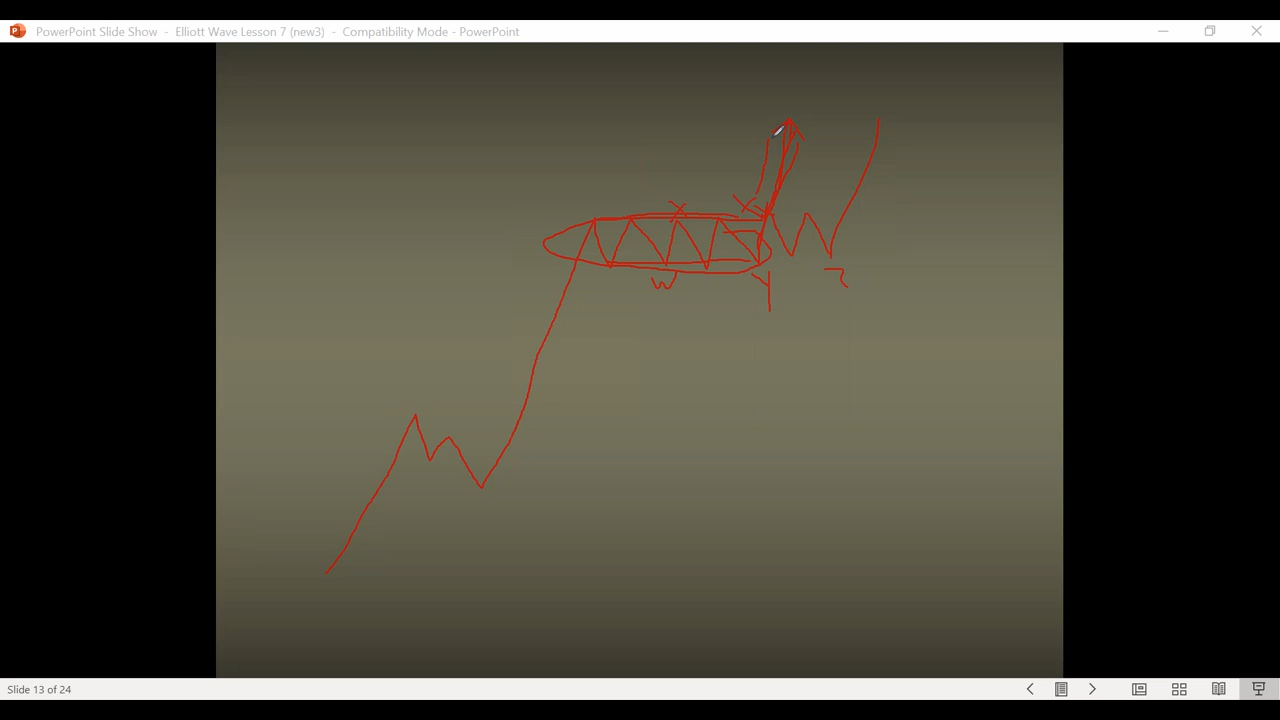 PowerPoint Slide Show - Elliott Wave Lesson 7 (new3) - Compatibility Mode - PowerPoint
X
X
W
Y
Slide 13 of 24